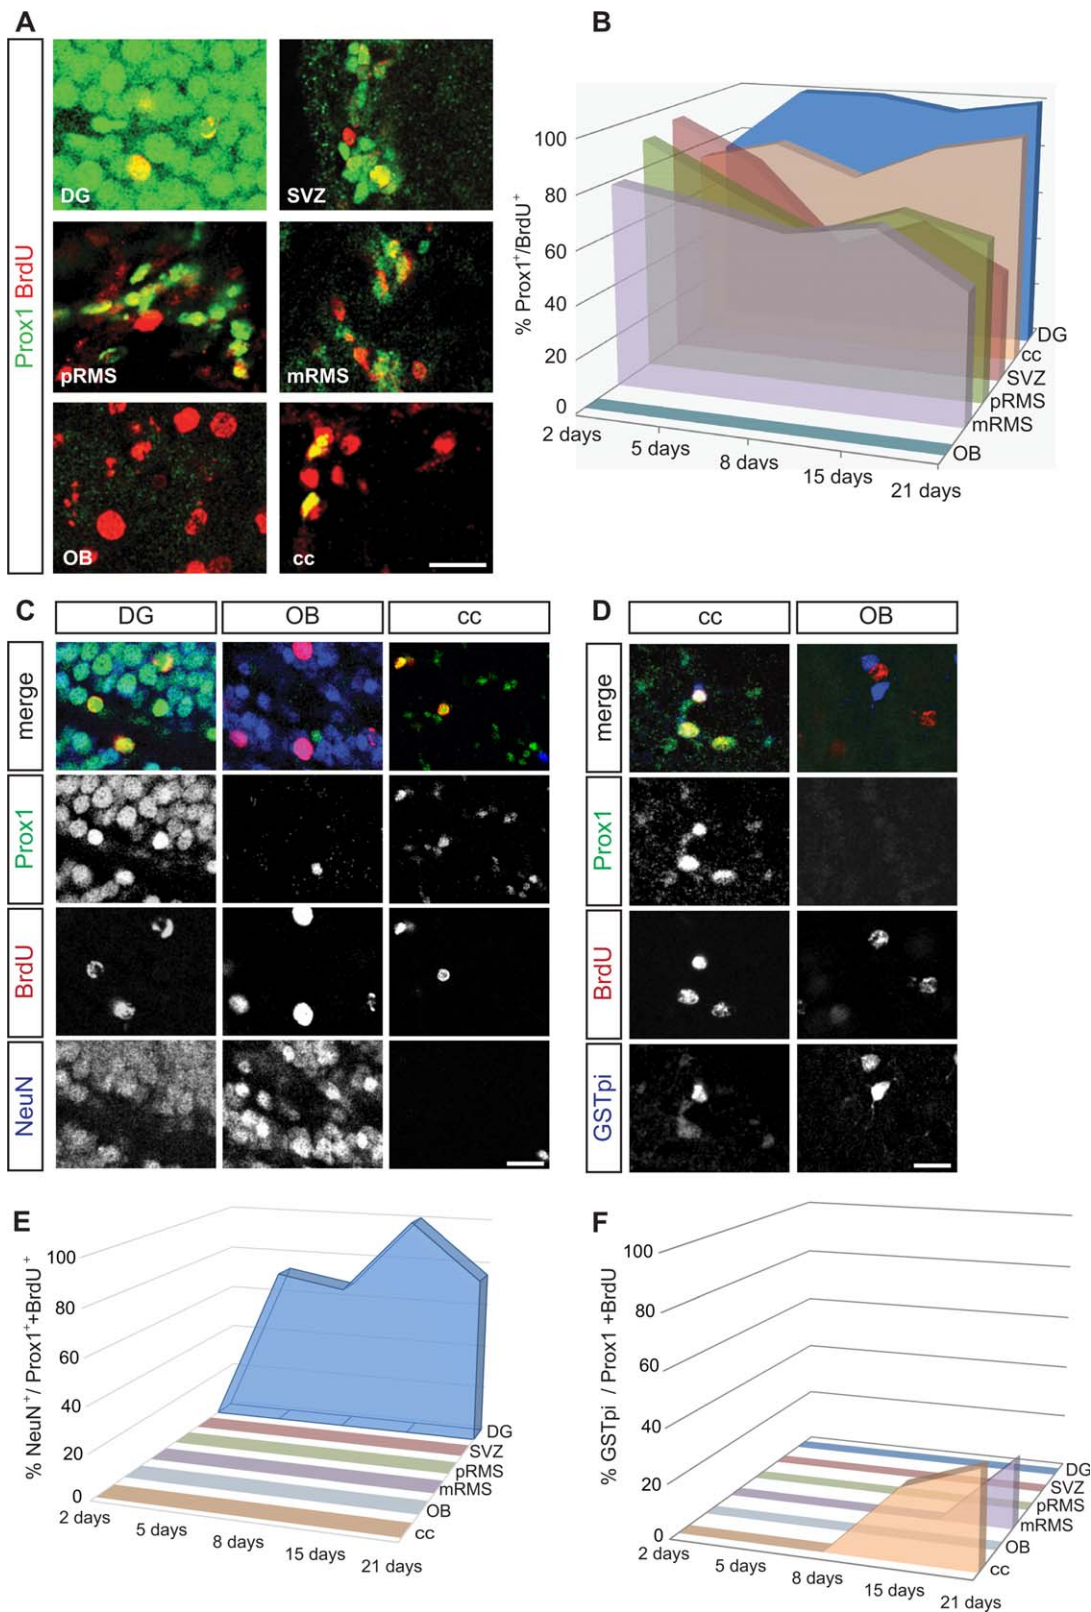 A
Prox1 BrdU
DG
SVZ
pRMS
mRMS
OB
cc
B
% Prox1+/BrdU+
100
80
60
40
20
0
2 days
5 days
8 days
15 days
21 days
DG
cc
SVZ
pRMS
mRMS
OB
C
DG
OB
cc
merge
Prox1
BrdU
NeuN
D
cc
OB
merge
Prox1
BrdU
GSTpi
E
% NeuN+/ Prox1++BrdU+
100
80
60
40
20
0
2 days
5 days
8 days
15 days
21 days
DG
SVZ
pRMS
mRMS
OB
cc
F
% GSTpi / Prox1 +BrdU
100
80
60
40
20
0
2 days
5 days
8 days
15 days
21 days
DG
SVZ
pRMS
mRMS
OB
cc